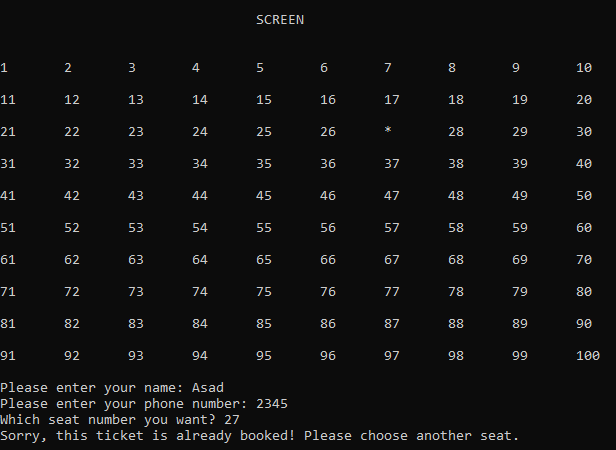 SCREEN
1 2 3 4 5 6 7 8 9 10
11 12 13 14 15 16 17 18 19 20
21 22 23 24 25 26 * 28 29 30
31 32 33 34 35 36 37 38 39 40
41 42 43 44 45 46 47 48 49 50
51 52 53 54 55 56 57 58 59 60
61 62 63 64 65 66 67 68 69 70
71 72 73 74 75 76 77 78 79 80
81 82 83 84 85 86 87 88 89 90
91 92 93 94 95 96 97 98 99 100
Please enter your name: Asad
Please enter your phone number: 2345
Which seat number you want? 27
Sorry, this ticket is already booked! Please choose another seat.